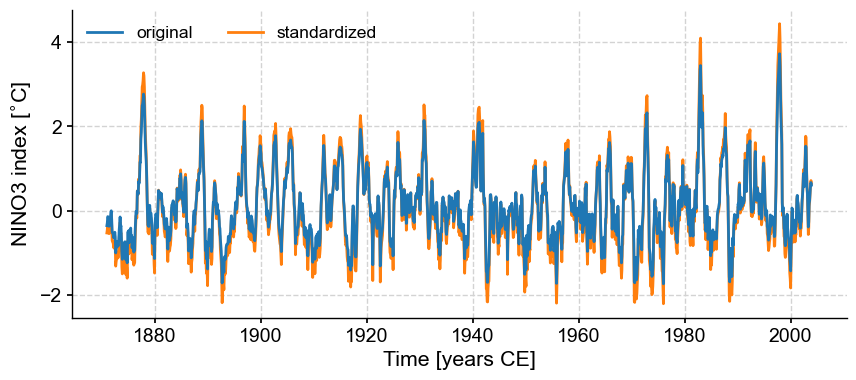 original standardized
4
2
0
−2
NINO3 index [˚C]
1880 1900 1920 1940 1960 1980 2000
Time [years CE]